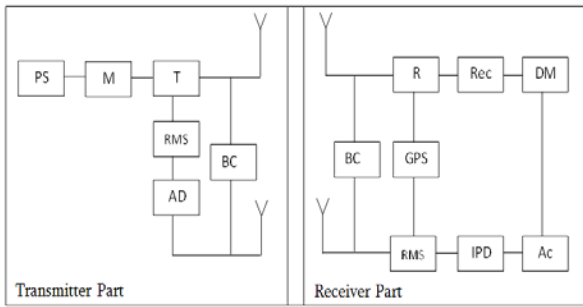 PS
M
T
RMS
BC
AD
Transmitter Part
R
Rec
DM
BC
GPS
RMS
IPD
Ac
Receiver Part